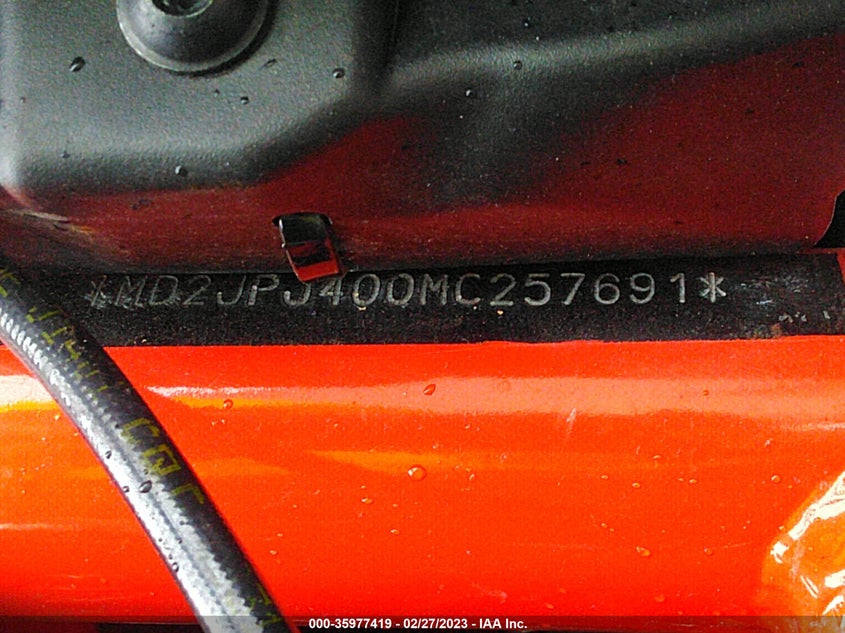 *MD2JPJ400MC257691*
000-35977419 - 02/27/2023 - IAA Inc.